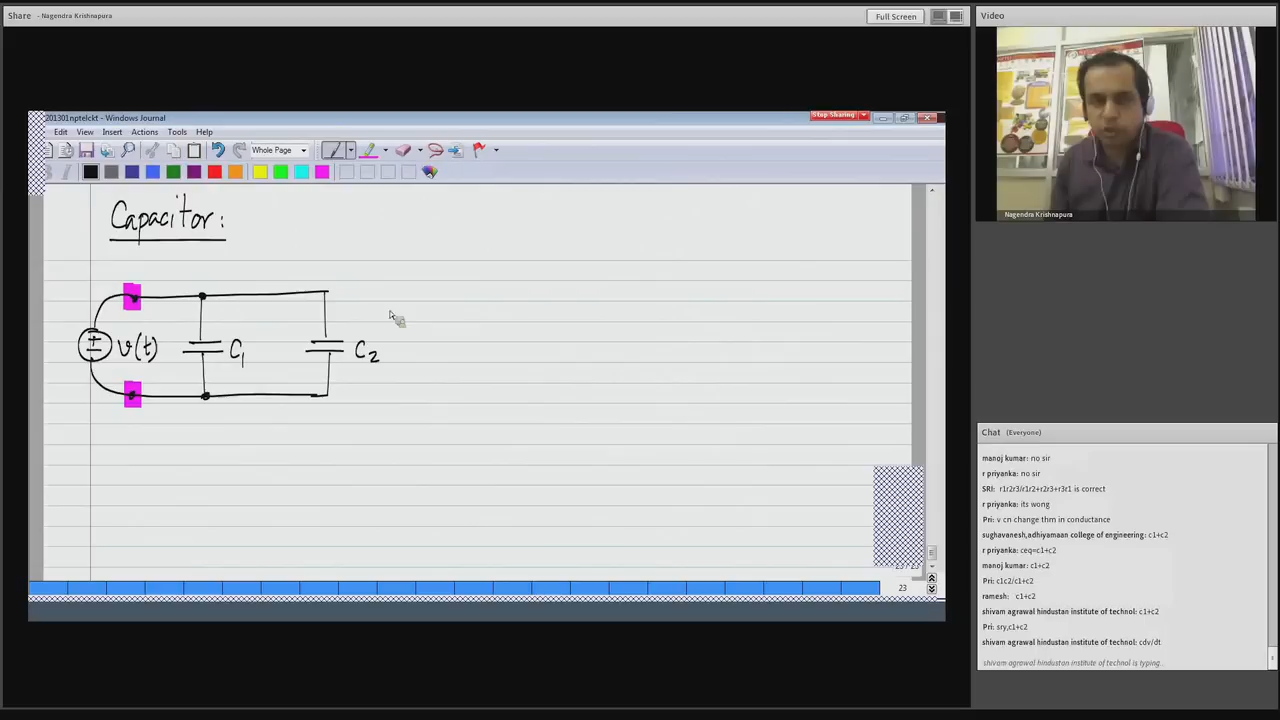 Share - Nagendra Krishnapura
Full Screen
Video
201301nptelckt - Windows Journal
Stop Sharing
Edit View Insert Actions Tools Help
Whole Page
Capacitor:
v(t)
C1
C2
23
Nagendra Krishnapura
Chat (Everyone)
manoj kumar: no sir
r priyanka: no sir
SRI: r1r2r3/r1r2+r2r3+r3r1 is correct
r priyanka: its wong
Pri: v cn change thm in conductance
sughavanesh,adhiyamaan college of engineering: c1+c2
r priyanka: ceq=c1+c2
manoj kumar: c1+c2
Pri: c1c2/c1+c2
ramesh: c1+c2
shivam agrawal hindustan institute of technol: c1+c2
Pri: sry,c1+c2
shivam agrawal hindustan institute of technol: cdv/dt
shivam agrawal hindustan institute of technol is typing...